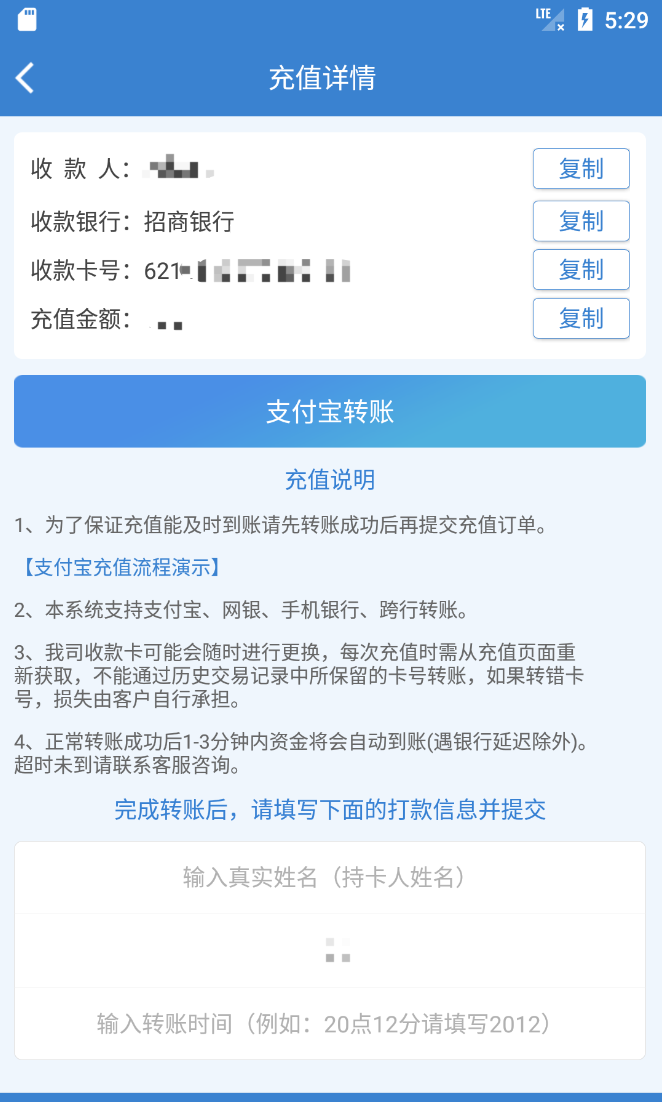 LTE 5:29
充值详情
收 款 人： 复制
收款银行：招商银行 复制
收款卡号：621 复制
充值金额： 复制
支付宝转账
充值说明
1、为了保证充值能及时到账请先转账成功后再提交充值订单。
【支付宝充值流程演示】
2、本系统支持支付宝、网银、手机银行、跨行转账。
3、我司收款卡可能会随时进行更换，每次充值时需从充值页面重
新获取，不能通过历史交易记录中所保留的卡号转账，如果转错卡
号，损失由客户自行承担。
4、正常转账成功后1-3分钟内资金将会自动到账(遇银行延迟除外)。
超时未到请联系客服咨询。
完成转账后，请填写下面的打款信息并提交
输入真实姓名（持卡人姓名）
输入转账时间（例如：20点12分请填写2012）